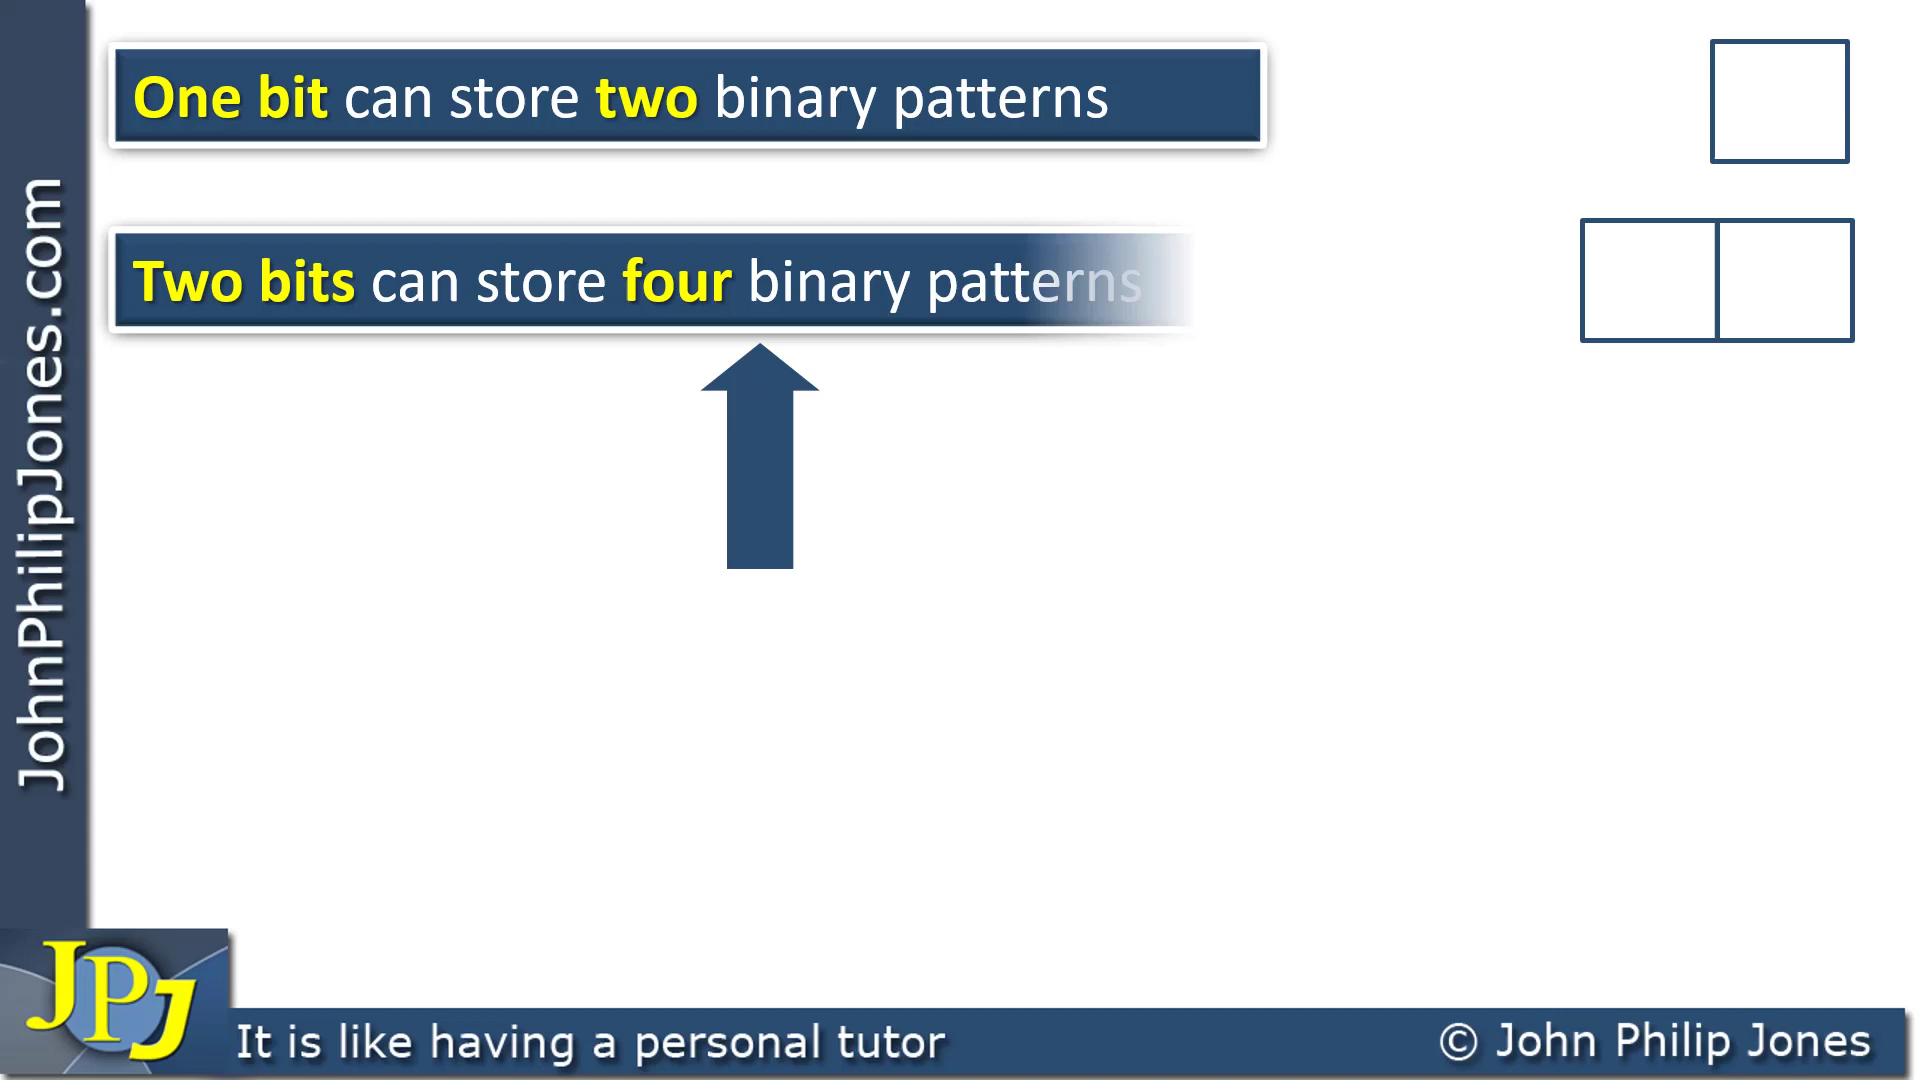 One bit can store two binary patterns
Two bits can store four binary patterns
JohnPhilipJones.com
JPJ
It is like having a personal tutor
© John Philip Jones